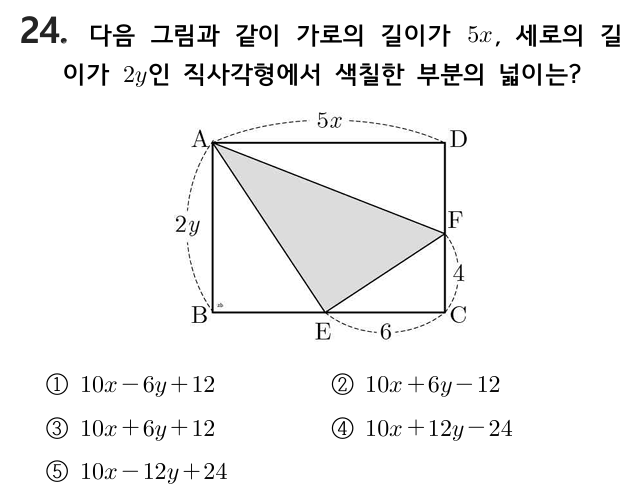 24. 다음 그림과 같이 가로의 길이가 5x, 세로의 길
이가 2y인 직사각형에서 색칠한 부분의 넓이는?
5x
A D
2y F
4
B E C
6
① 10x－6y＋12 ② 10x＋6y－12
③ 10x＋6y＋12 ④ 10x＋12y－24
⑤ 10x－12y＋24